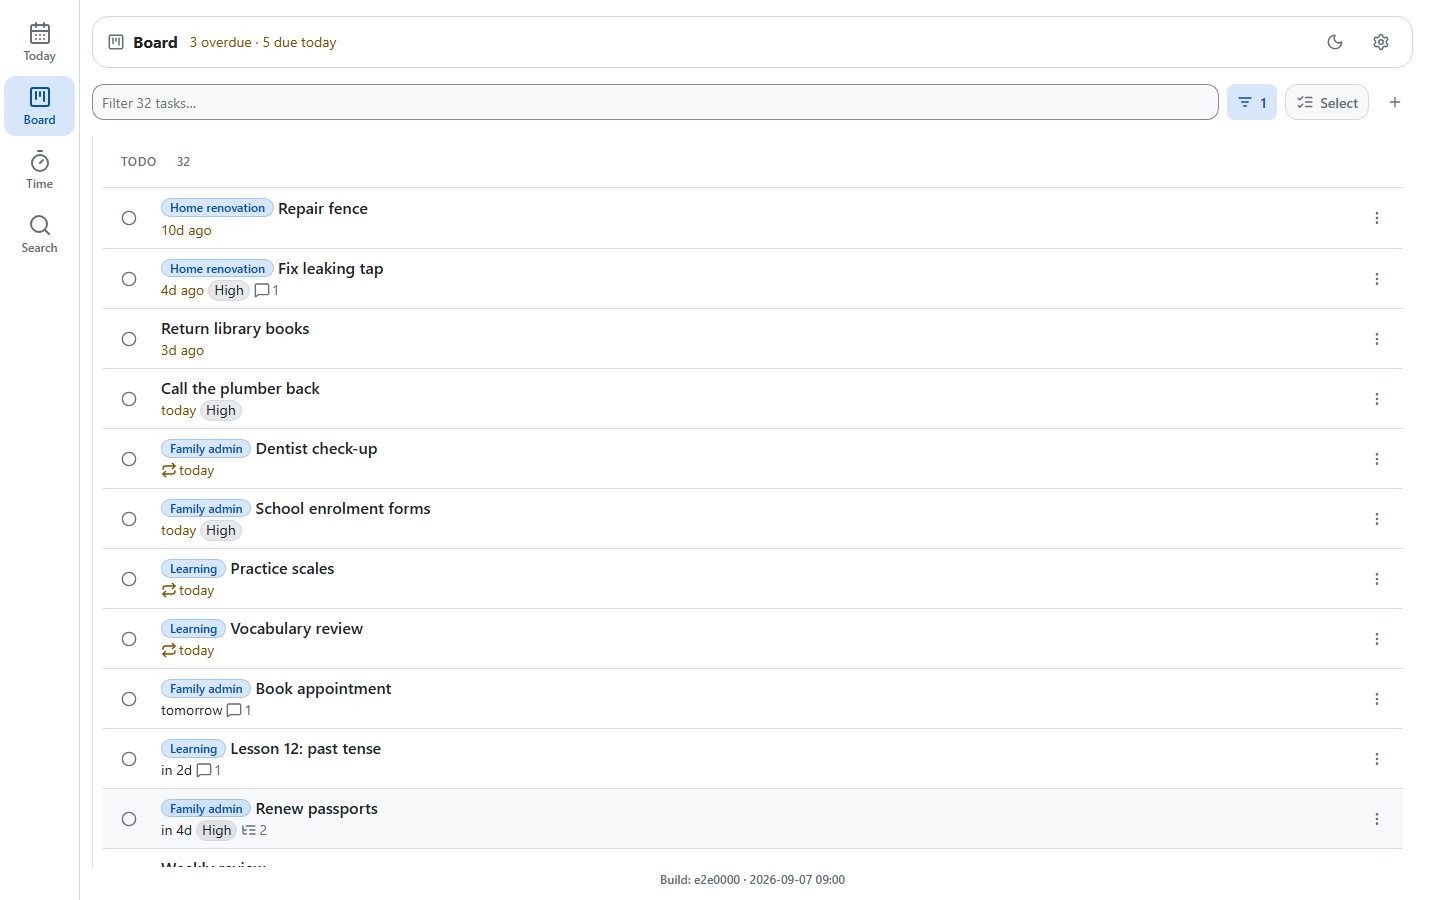 Today
Board
Time
Search
Board 3 overdue · 5 due today
Filter 32 tasks...
1
Select
TODO 32
Home renovation Repair fence
10d ago
Home renovation Fix leaking tap
4d ago High 1
Return library books
3d ago
Call the plumber back
today High
Family admin Dentist check-up
today
Family admin School enrolment forms
today High
Learning Practice scales
today
Learning Vocabulary review
today
Family admin Book appointment
tomorrow 1
Learning Lesson 12: past tense
in 2d 1
Family admin Renew passports
in 4d High 2
Weekly review
Build: e2e0000 · 2026-09-07 09:00